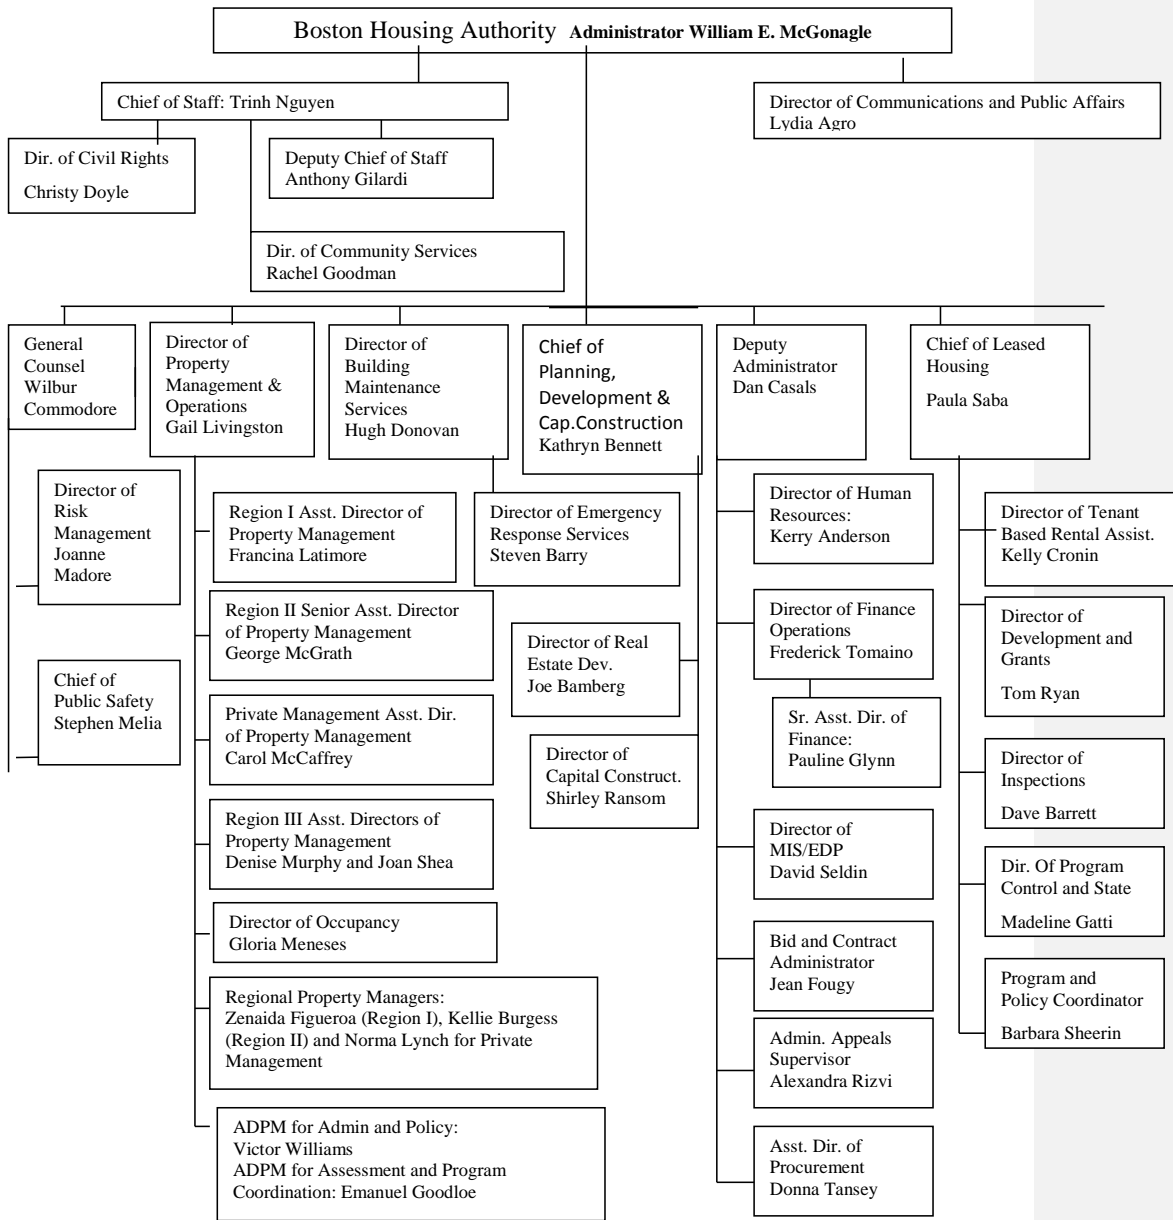 Boston Housing Authority Administrator William E. McGonagle
Chief of Staff: Trinh Nguyen
Director of Communications and Public Affairs
Lydia Agro
Dir. of Civil Rights
Christy Doyle
Deputy Chief of Staff
Anthony Gilardi
Dir. of Community Services
Rachel Goodman
General
Counsel
Wilbur
Commodore
Director of
Property
Management &
Operations
Gail Livingston
Director of
Building
Maintenance
Services
Hugh Donovan
Chief of
Planning,
Development &
Cap.Construction
Kathryn Bennett
Deputy
Administrator
Dan Casals
Chief of Leased
Housing
Paula Saba
Director of
Risk
Management
Joanne
Madore
Chief of
Public Safety
Stephen Melia
Region I Asst. Director of
Property Management
Francina Latimore
Region II Senior Asst. Director
of Property Management
George McGrath
Private Management Asst. Dir.
of Property Management
Carol McCaffrey
Region III Asst. Directors of
Property Management
Denise Murphy and Joan Shea
Director of Occupancy
Gloria Meneses
Regional Property Managers:
Zenaida Figueroa (Region I), Kellie Burgess
(Region II) and Norma Lynch for Private
Management
ADPM for Admin and Policy:
Victor Williams
ADPM for Assessment and Program
Coordination: Emanuel Goodloe
Director of Emergency
Response Services
Steven Barry
Director of Real
Estate Dev.
Joe Bamberg
Director of
Capital Construct.
Shirley Ransom
Director of Human
Resources:
Kerry Anderson
Director of Finance
Operations
Frederick Tomaino
Sr. Asst. Dir. of
Finance:
Pauline Glynn
Director of
MIS/EDP
David Seldin
Bid and Contract
Administrator
Jean Fougy
Admin. Appeals
Supervisor
Alexandra Rizvi
Asst. Dir. of
Procurement
Donna Tansey
Director of Tenant
Based Rental Assist.
Kelly Cronin
Director of
Development and
Grants
Tom Ryan
Director of
Inspections
Dave Barrett
Dir. Of Program
Control and State
Madeline Gatti
Program and
Policy Coordinator
Barbara Sheerin